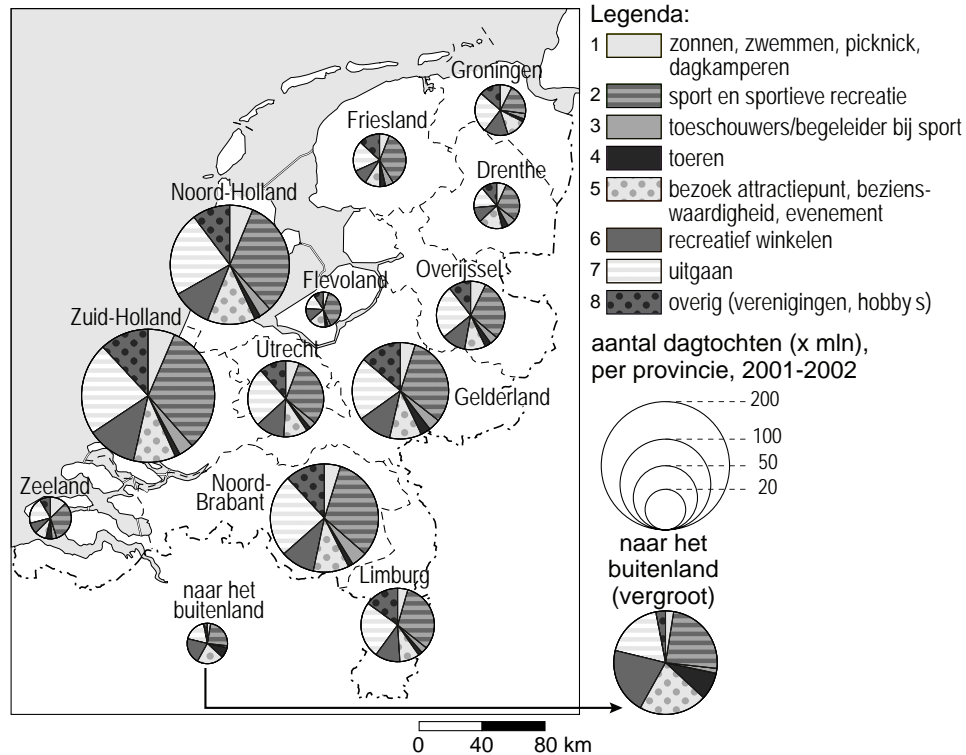 Groningen
Friesland
Drenthe
Noord-Holland
Overijssel
Flevoland
Zuid-Holland
Utrecht
Gelderland
Noord-
Brabant
Zeeland
Limburg
naar het
buitenland
0 40 80 km
Legenda:
1 zonnen, zwemmen, picknick,
dagkamperen
2 sport en sportieve recreatie
3 toeschouwers/begeleider bij sport
4 toeren
5 bezoek attractiepunt, beziens-
waardigheid, evenement
6 recreatief winkelen
7 uitgaan
8 overig (verenigingen, hobby s)
aantal dagtochten (x mln),
per provincie, 2001-2002
200
100
50
20
naar het
buitenland
(vergroot)